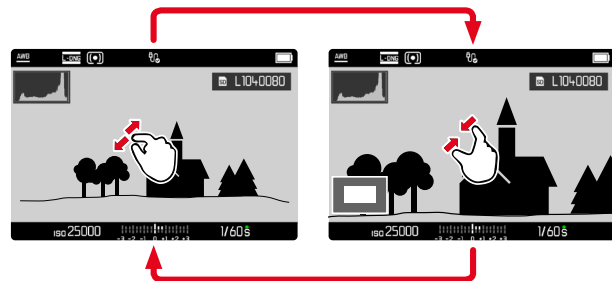 AWB L-DNG
L1040080
ISO 25000 -3 -2 -1 0 +1 +2 +3 1/60s
AWB L-DNG
L1040080
ISO 25000 -3 -2 -1 0 +1 +2 +3 1/60s